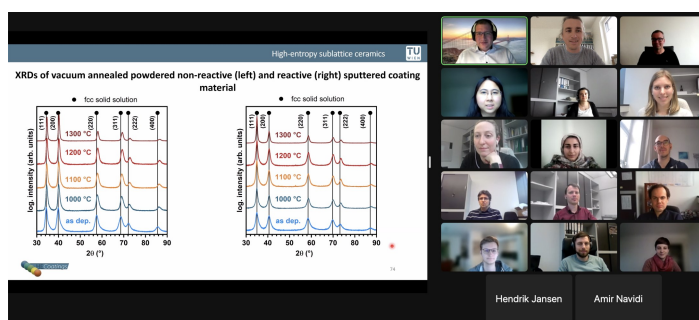 High-entropy sublattice ceramics
TU
WIEN
XRDs of vacuum annealed powdered non-reactive (left) and reactive (right) sputtered coating
material
● fcc solid solution
(111)
(200)
(220)
(311)
(222)
(400)
1300 °C
1200 °C
1100 °C
1000 °C
as dep.
log. intensity (arb. units)
30 40 50 60 70 80 90
2θ (°)
● fcc solid solution
(111)
(200)
(220)
(311)
(222)
(400)
1300 °C
1200 °C
1100 °C
1000 °C
as dep.
log. intensity (arb. units)
30 40 50 60 70 80 90
2θ (°)
Coatings
Hendrik Jansen
Amir Navidi